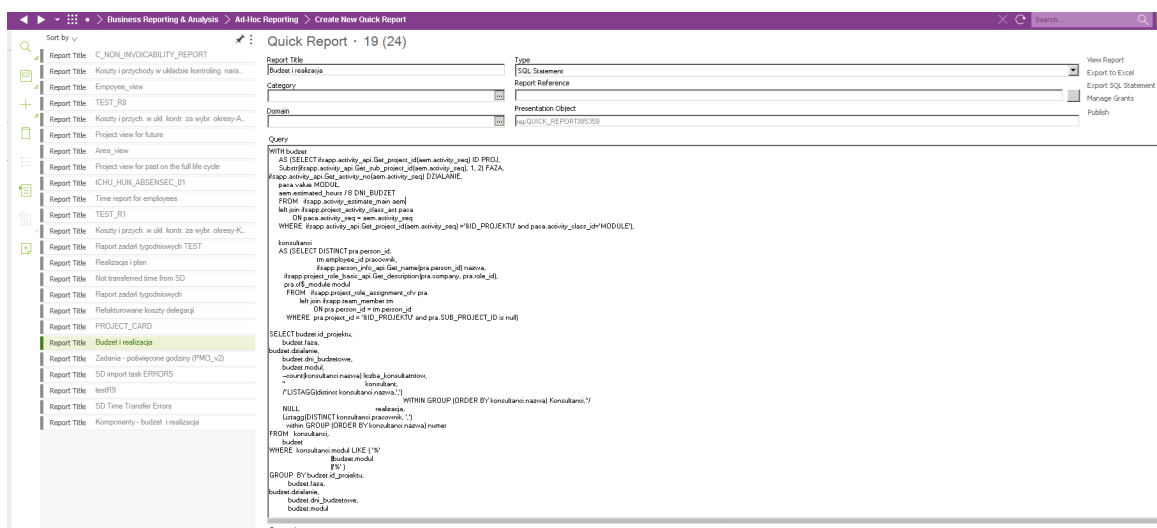 Business Reporting & Analysis > Ad-Hoc Reporting > Create New Quick Report
Search...
Sort by
Report Title C_NON_INVOICABILITY_REPORT
Report Title Koszty i przychody w układzie kontroling. nara...
Report Title Empoyee_view
Report Title TEST_R8
Report Title Koszty i przych. w ukł. kontr. za wybr. okresy-A..
Report Title Project view for future
Report Title Area_view
Report Title Project view for past on the full life cycle
Report Title ICHU_HUN_ABSENSEC_01
Report Title Time report for employees
Report Title TEST_R1
Report Title Koszty i przych. w ukł. kontr. za wybr. okresy-K..
Report Title Raport zadań tygodniowych TEST
Report Title Realizacja i plan
Report Title Not transferred time from SD
Report Title Raport zadań tygodniowych
Report Title Refakturowane koszty delegacji
Report Title PROJECT_CARD
Report Title Budżet i realizacja
Report Title Zadania - poświęcone godziny (PMO_v2)
Report Title SD import task ERRORS
Report Title testR9
Report Title SD Time Transfer Errors
Report Title Komponenty - budżet i realizacja
Quick Report · 19 (24)
Report Title
Budżet i realizacja
Type
SQL Statement
Category
Report Reference
Domain
Presentation Object
repQUICK_REPORT385359
View Report
Export to Excel
Export SQL Statement
Manage Grants
Publish
Query
WITH budzet
AS (SELECT ifsapp.activity_api.Get_project_id(aem.activity_seq) ID PROJ,
Substr(ifsapp.activity_api.Get_sub_project_id(aem.activity_seq), 1, 2) FAZA,
ifsapp.activity_api.Get_activity_no(aem.activity_seq) DZIALANIE,
paca.value MODUŁ,
aem.estimated_hours / 8 DNI_BUDZET
FROM ifsapp.activity_estimate_main aem
left join ifsapp.project_activity_class_act paca
ON paca.activity_seq = aem.activity_seq
WHERE ifsapp.activity_api.Get_project_id(aem.activity_seq) ='&ID_PROJEKTU' and paca.activity_class_id='MODULE'),
konsultanci
AS (SELECT DISTINCT pra.person_id,
tm.employee_id pracownik,
ifsapp.person_info_api.Get_name(pra.person_id) nazwa,
ifsapp.project_role_basic_api.Get_description(pra.company, pra.role_id),
pra.cf$_module modul
FROM ifsapp.project_role_assignment_cfv pra
left join ifsapp.team_member tm
ON pra.person_id = tm.person_id
WHERE pra.project_id = '&ID_PROJEKTU' and pra.SUB_PROJECT_ID is null)
SELECT budzet.id_projektu,
budzet.faza,
budzet.dzialanie,
budzet.dni_budzetowe,
budzet.modul,
--count(konsultanci.nazwa) liczba_konsultatntow,
'' konsultant,
/*LISTAGG(distinct konsultanci.nazwa,',')
WITHIN GROUP (ORDER BY konsultanci.nazwa) Konsultanci,*/
NULL realizacja,
Listagg(DISTINCT konsultanci.pracownik, ',')
within GROUP (ORDER BY konsultanci.nazwa) numer
FROM konsultanci,
budzet
WHERE konsultanci.modul LIKE ( '%'
||budzet.modul
||'%' )
GROUP BY budzet.id_projektu,
budzet.faza,
budzet.dzialanie,
budzet.dni_budzetowe,
budzet.modul